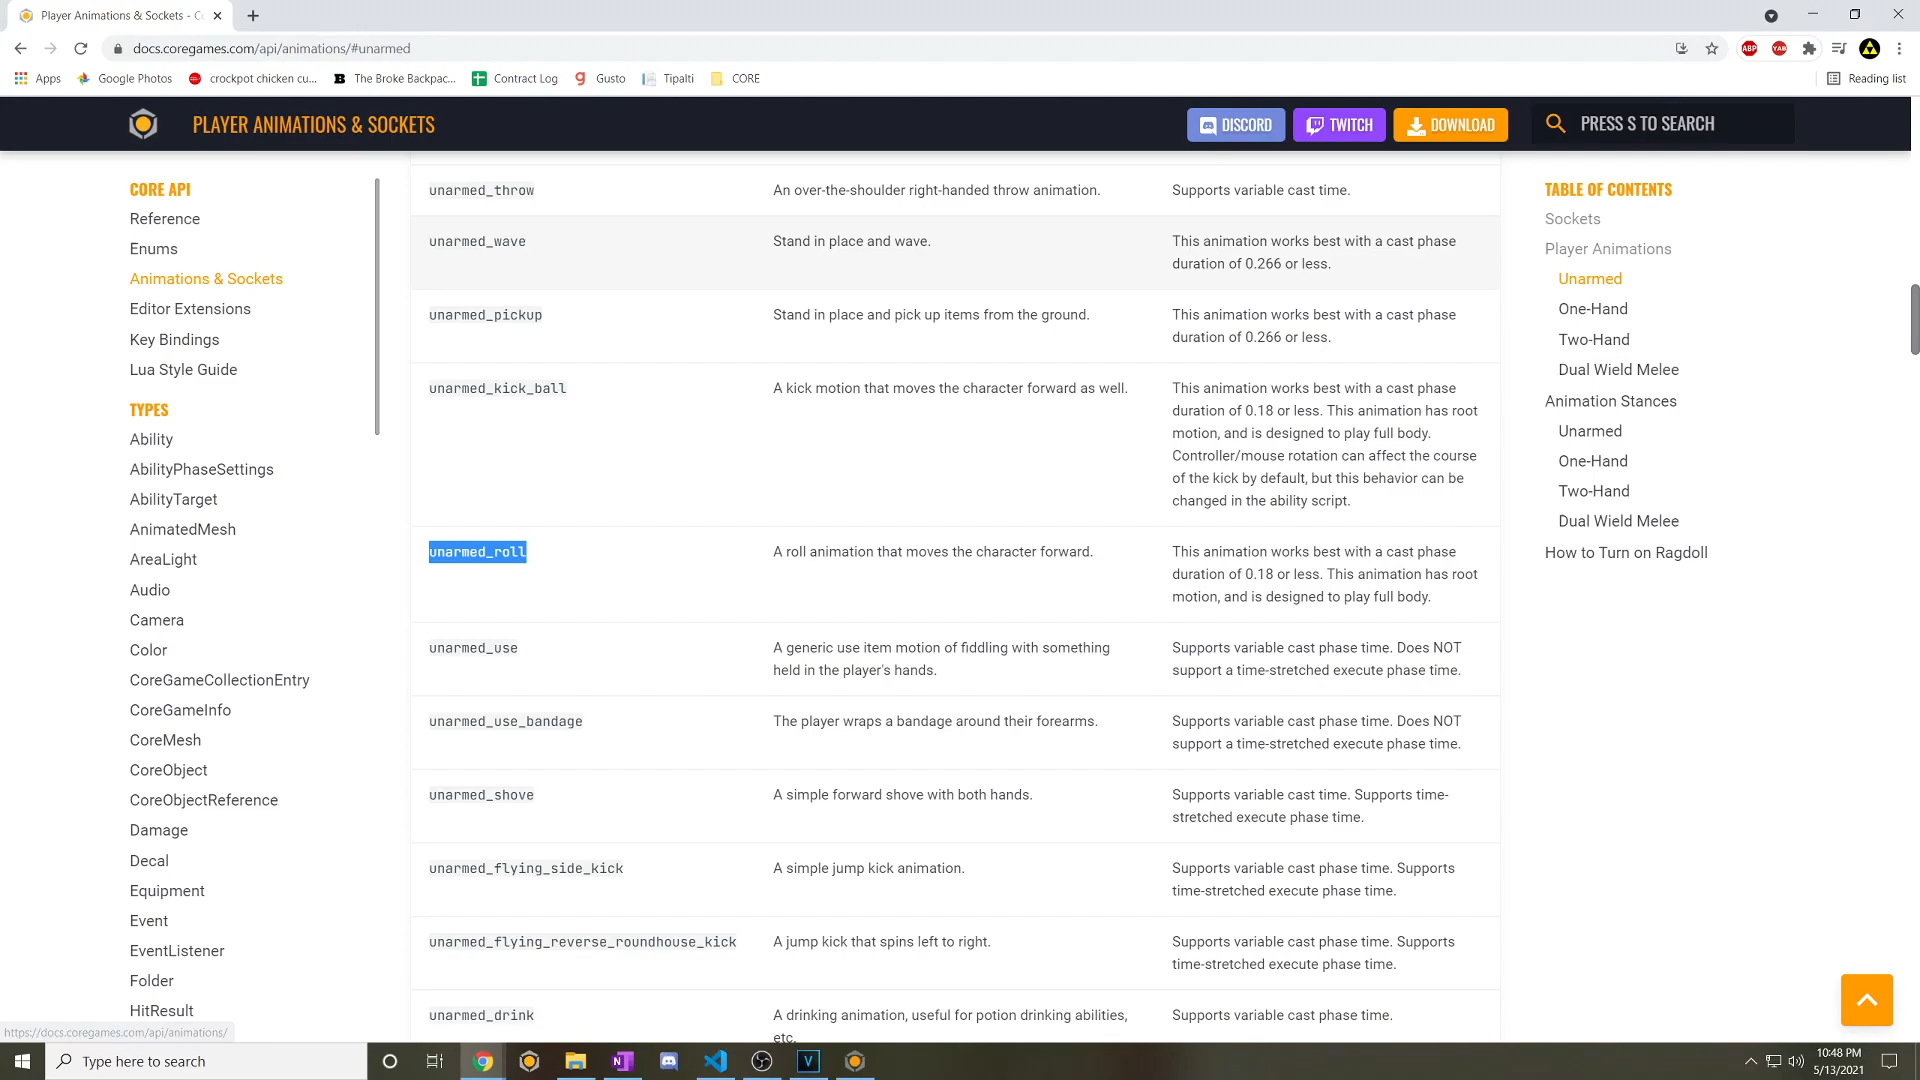 Player Animations & Sockets - Co
docs.coregames.com/api/animations/#unarmed
ABP
YAB
Apps
Google Photos
crockpot chicken cu...
B The Broke Backpac...
Contract Log
g Gusto
Tipalti
CORE
Reading list
PLAYER ANIMATIONS & SOCKETS
DISCORD
TWITCH
DOWNLOAD
PRESS S TO SEARCH
CORE API
Reference
Enums
Animations & Sockets
Editor Extensions
Key Bindings
Lua Style Guide
TYPES
Ability
AbilityPhaseSettings
AbilityTarget
AnimatedMesh
AreaLight
Audio
Camera
Color
CoreGameCollectionEntry
CoreGameInfo
CoreMesh
CoreObject
CoreObjectReference
Damage
Decal
Equipment
Event
EventListener
Folder
HitResult
unarmed_throw
An over-the-shoulder right-handed throw animation.
Supports variable cast time.
unarmed_wave
Stand in place and wave.
This animation works best with a cast phase
duration of 0.266 or less.
unarmed_pickup
Stand in place and pick up items from the ground.
This animation works best with a cast phase
duration of 0.266 or less.
unarmed_kick_ball
A kick motion that moves the character forward as well.
This animation works best with a cast phase
duration of 0.18 or less. This animation has root
motion, and is designed to play full body.
Controller/mouse rotation can affect the course
of the kick by default, but this behavior can be
changed in the ability script.
unarmed_roll
A roll animation that moves the character forward.
This animation works best with a cast phase
duration of 0.18 or less. This animation has root
motion, and is designed to play full body.
unarmed_use
A generic use item motion of fiddling with something
held in the player's hands.
Supports variable cast phase time. Does NOT
support a time-stretched execute phase time.
unarmed_use_bandage
The player wraps a bandage around their forearms.
Supports variable cast phase time. Does NOT
support a time-stretched execute phase time.
unarmed_shove
A simple forward shove with both hands.
Supports variable cast time. Supports time-
stretched execute phase time.
unarmed_flying_side_kick
A simple jump kick animation.
Supports variable cast phase time. Supports
time-stretched execute phase time.
unarmed_flying_reverse_roundhouse_kick
A jump kick that spins left to right.
Supports variable cast phase time. Supports
time-stretched execute phase time.
unarmed_drink
A drinking animation, useful for potion drinking abilities,
etc.
Supports variable cast phase time.
TABLE OF CONTENTS
Sockets
Player Animations
Unarmed
One-Hand
Two-Hand
Dual Wield Melee
Animation Stances
Unarmed
One-Hand
Two-Hand
Dual Wield Melee
How to Turn on Ragdoll
https://docs.coregames.com/api/animations/
Type here to search
N
V
10:48 PM
5/13/2021